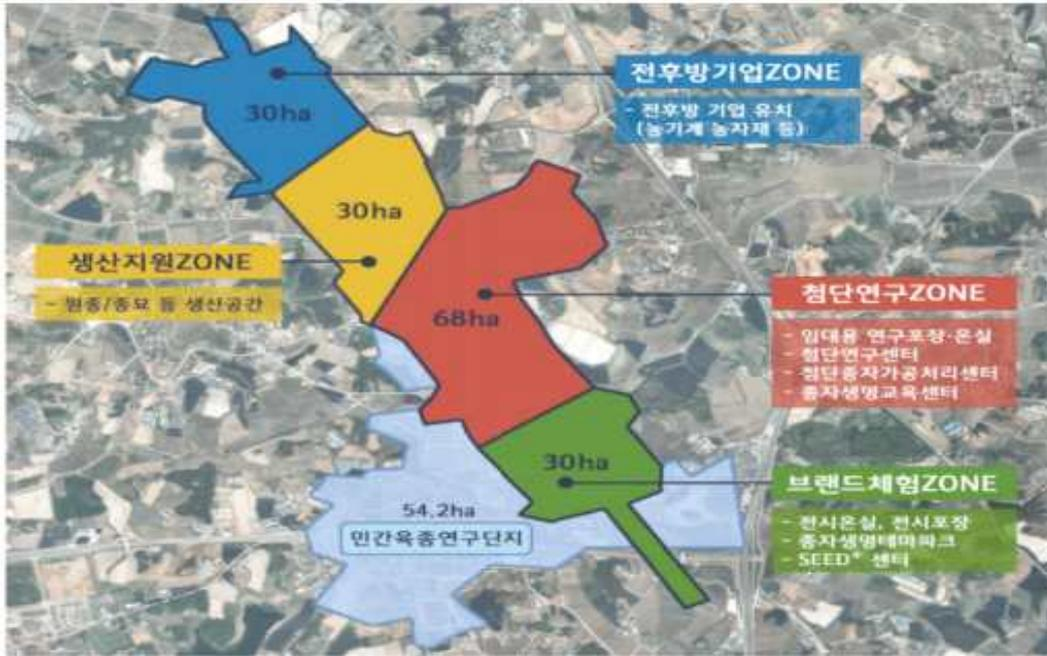 전후방기업ZONE
- 전후방 기업 유치
(농기계 농자재 등)
30ha
30ha
생산지원ZONE
- 원종/종묘 등 생산공간
첨단연구ZONE
- 임대용 연구포장·온실
- 첨단연구센터
- 첨단종자가공처리센터
- 종자생명교육센터
68ha
30ha
브랜드체험ZONE
- 전시온실, 전시포장
- 종자생명테마파크
- SEED+ 센터
54.2ha
민간육종연구단지